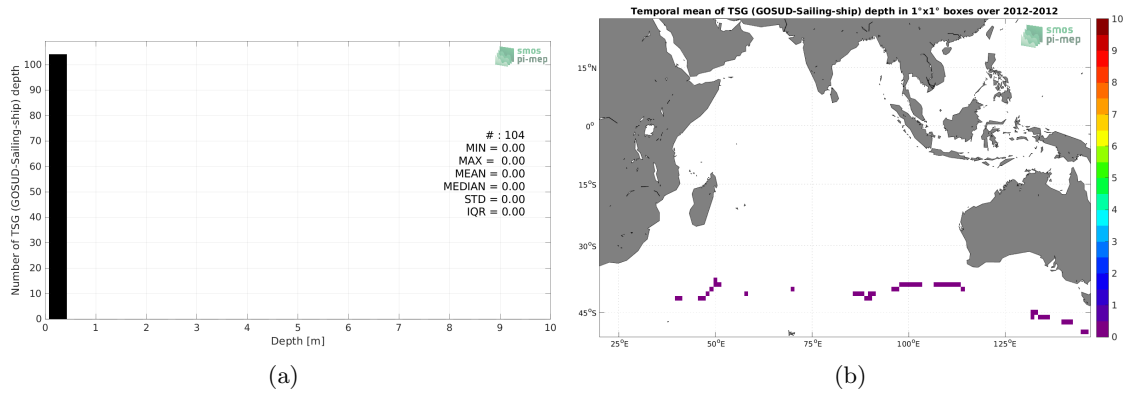 smos
pi-mep
Number of TSG (GOSUD-Sailing-ship) depth
100
90
80
70
60
50
40
30
20
10
0
# : 104
MIN = 0.00
MAX = 0.00
MEAN = 0.00
MEDIAN = 0.00
STD = 0.00
IQR = 0.00
0 1 2 3 4 5 6 7 8 9 10
Depth [m]
(a)
Temporal mean of TSG (GOSUD-Sailing-ship) depth in 1°x1° boxes over 2012-2012
smos
pi-mep
15°N
0°
15°S
30°S
45°S
25°E 50°E 75°E 100°E 125°E
10
9
8
7
6
5
4
3
2
1
0
(b)